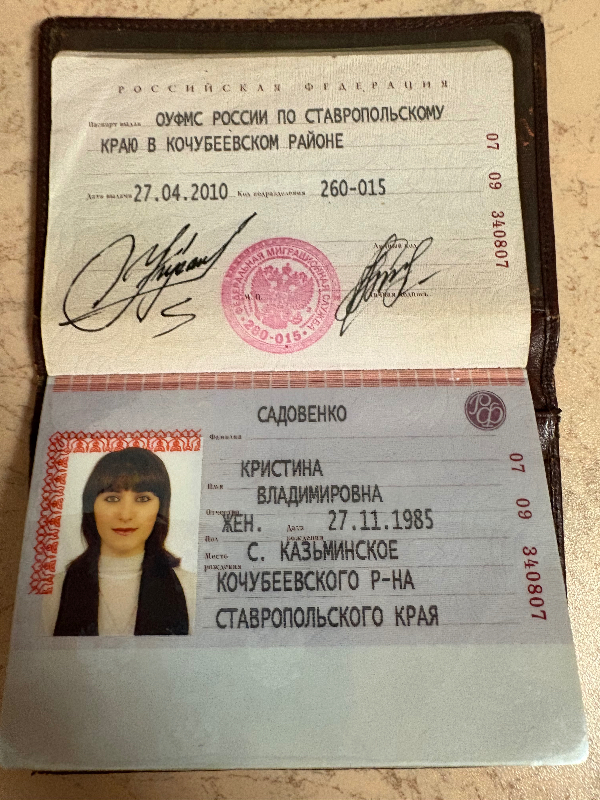 РОССИЙСКАЯ ФЕДЕРАЦИЯ
Паспорт выдан ОУФМС РОССИИ ПО СТАВРОПОЛЬСКОМУ
КРАЮ В КОЧУБЕЕВСКОМ РАЙОНЕ
Дата выдачи 27.04.2010 Код подразделения 260-015
Личный код
Личная подпись
М.П.
ФЕДЕРАЛЬНАЯ МИГРАЦИОННАЯ СЛУЖБА
260-015
07 09 340807
РФ
САДОВЕНКО
Фамилия
КРИСТИНА
Имя
ВЛАДИМИРОВНА
Отчество
ЖЕН. Дата рождения 27.11.1985
Пол
Место рождения С. КАЗЬМИНСКОЕ
КОЧУБЕЕВСКОГО Р-НА
СТАВРОПОЛЬСКОГО КРАЯ
07 09 340807